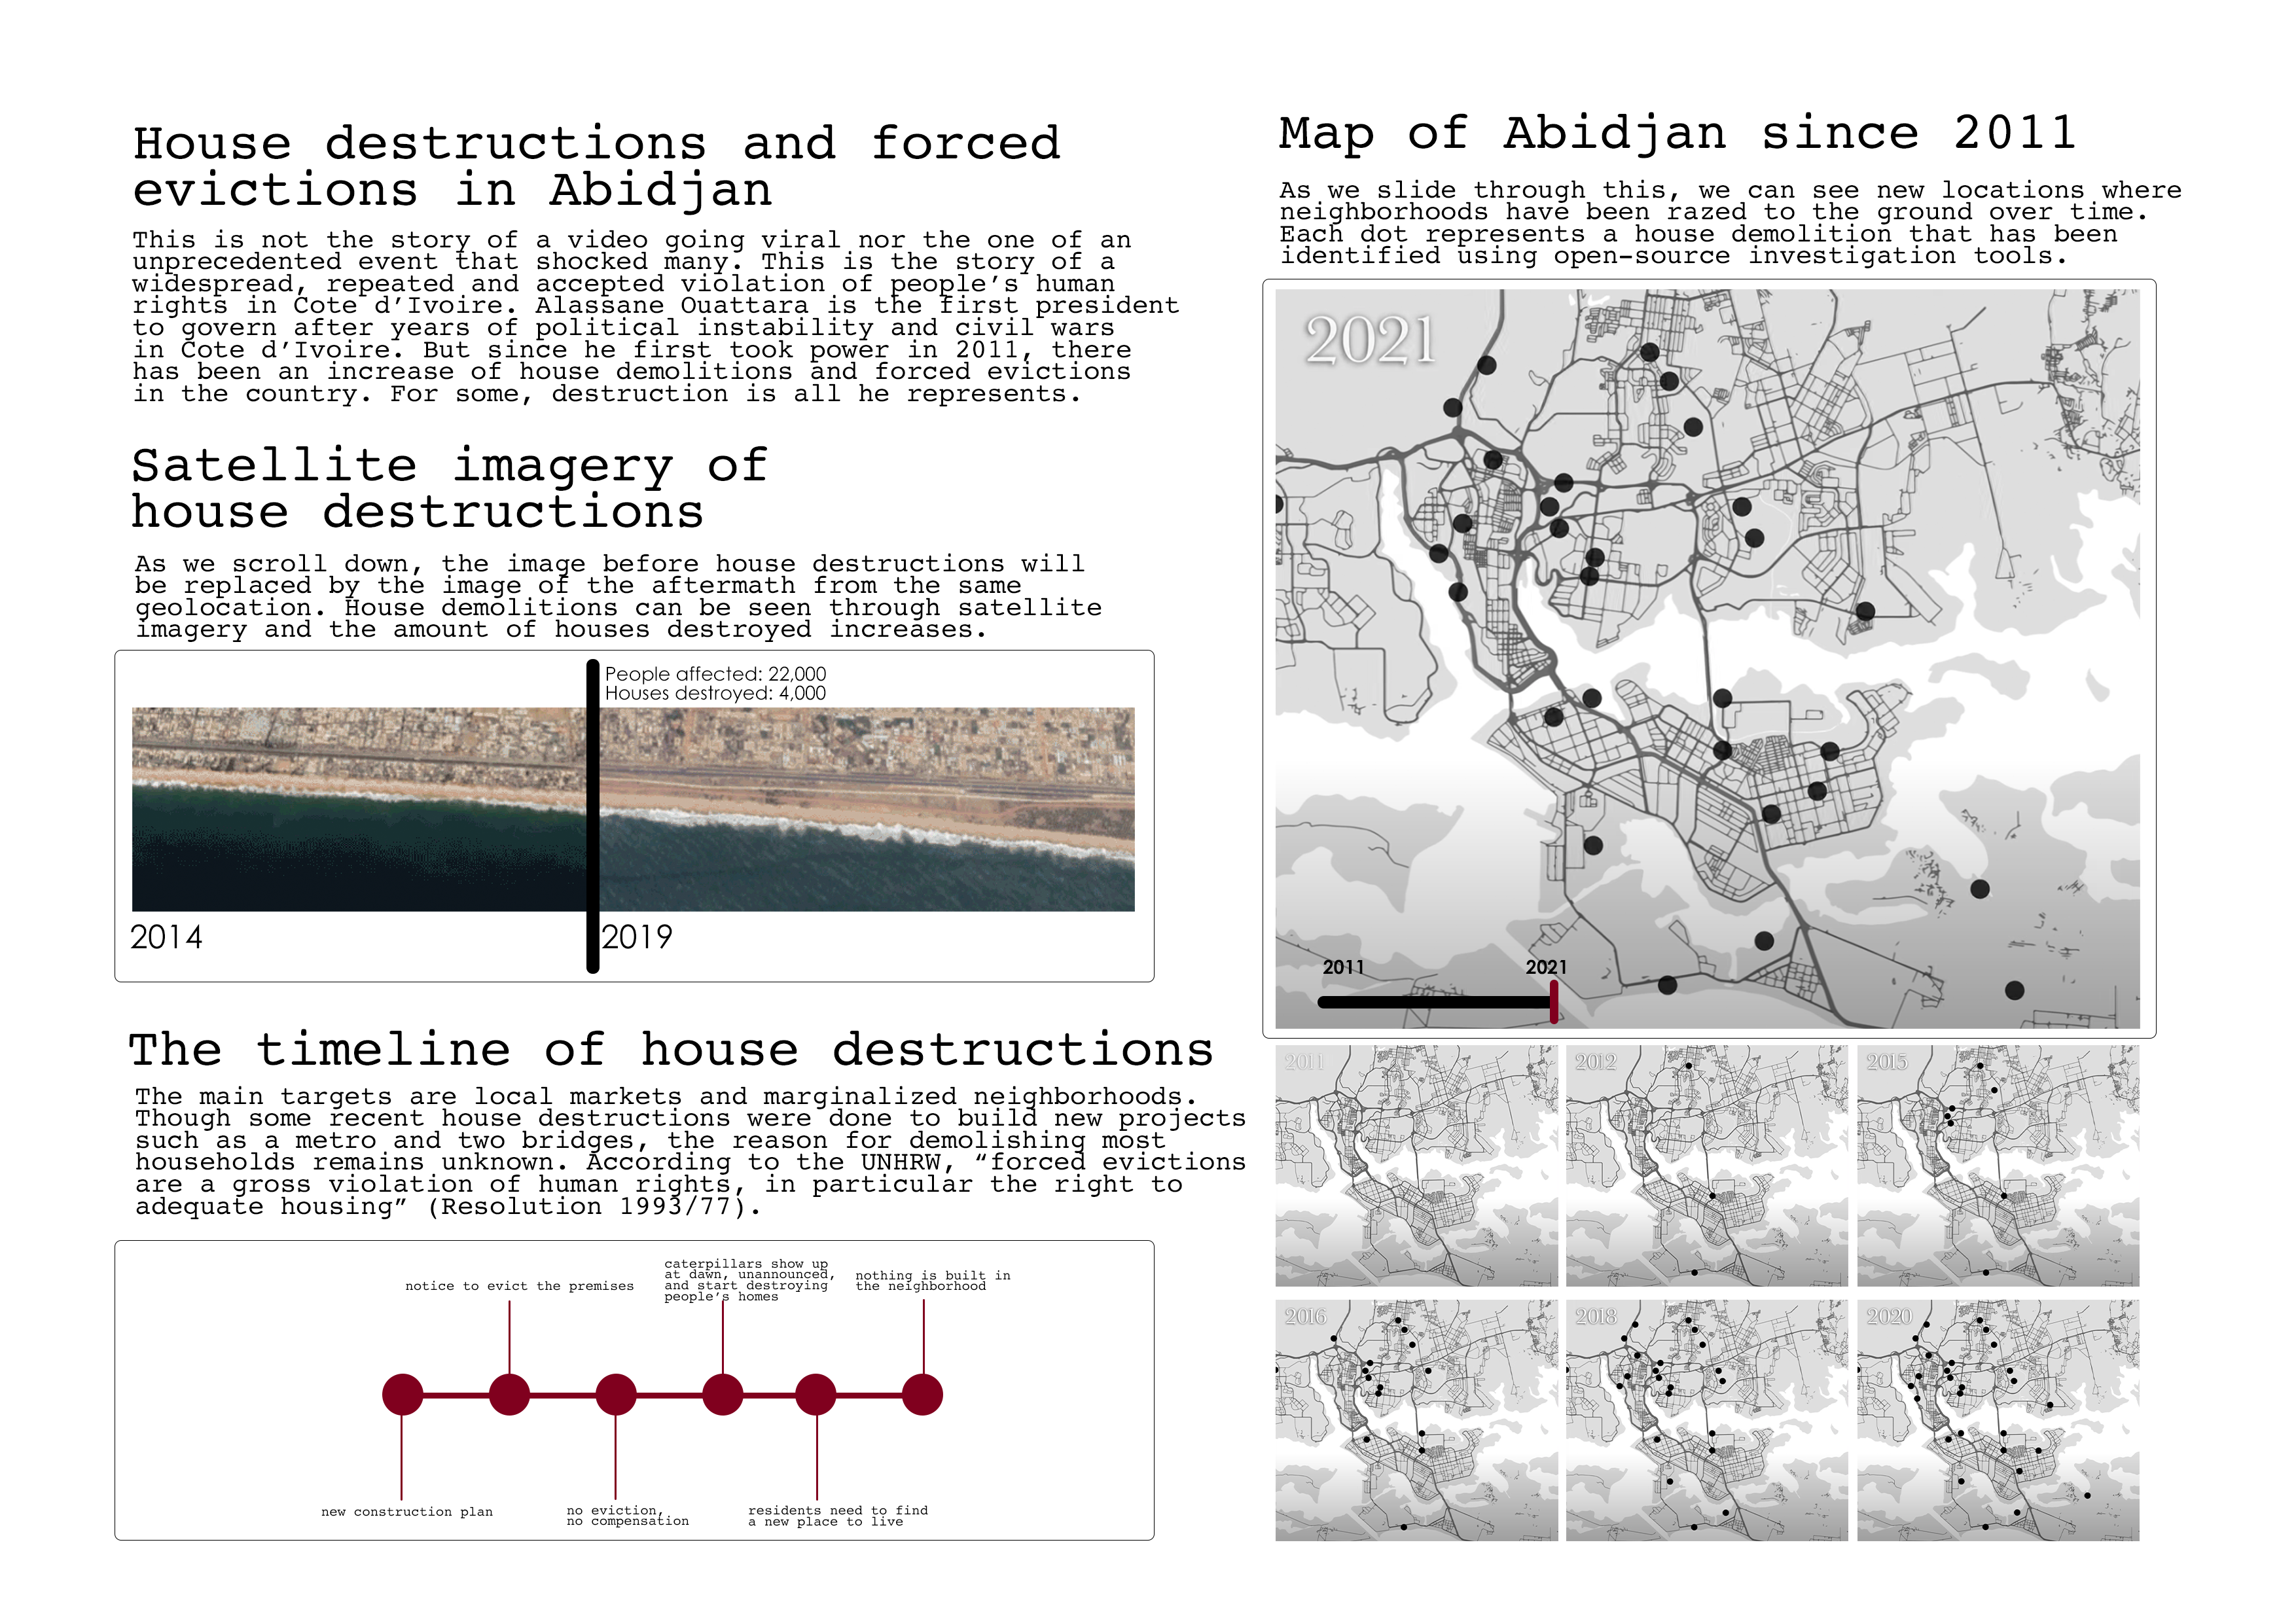 House destructions and forced
evictions in Abidjan
This is not the story of a video going viral nor the one of an
unprecedented event that shocked many. This is the story of a
widespread, repeated and accepted violation of people’s human
rights in Cote d’Ivoire. Alassane Ouattara is the first president
to govern after years of political instability and civil wars
in Cote d’Ivoire. But since he first took power in 2011, there
has been an increase of house demolitions and forced evictions
in the country. For some, destruction is all he represents.
Satellite imagery of
house destructions
As we scroll down, the image before house destructions will
be replaced by the image of the aftermath from the same
geolocation. House demolitions can be seen through satellite
imagery and the amount of houses destroyed increases.
People affected: 22,000
Houses destroyed: 4,000
2014
2019
The timeline of house destructions
The main targets are local markets and marginalized neighborhoods.
Though some recent house destructions were done to build new projects
such as a metro and two bridges, the reason for demolishing most
households remains unknown. According to the UNHRW, “forced evictions
are a gross violation of human rights, in particular the right to
adequate housing” (Resolution 1993/77).
notice to evict the premises
caterpillars show up
at dawn, unannounced,
and start destroying
people’s homes
nothing is built in
the neighborhood
new construction plan
no eviction,
no compensation
residents need to find
a new place to live
Map of Abidjan since 2011
As we slide through this, we can see new locations where
neighborhoods have been razed to the ground over time.
Each dot represents a house demolition that has been
identified using open-source investigation tools.
2021
2011
2021
2011
2012
2015
2016
2018
2020